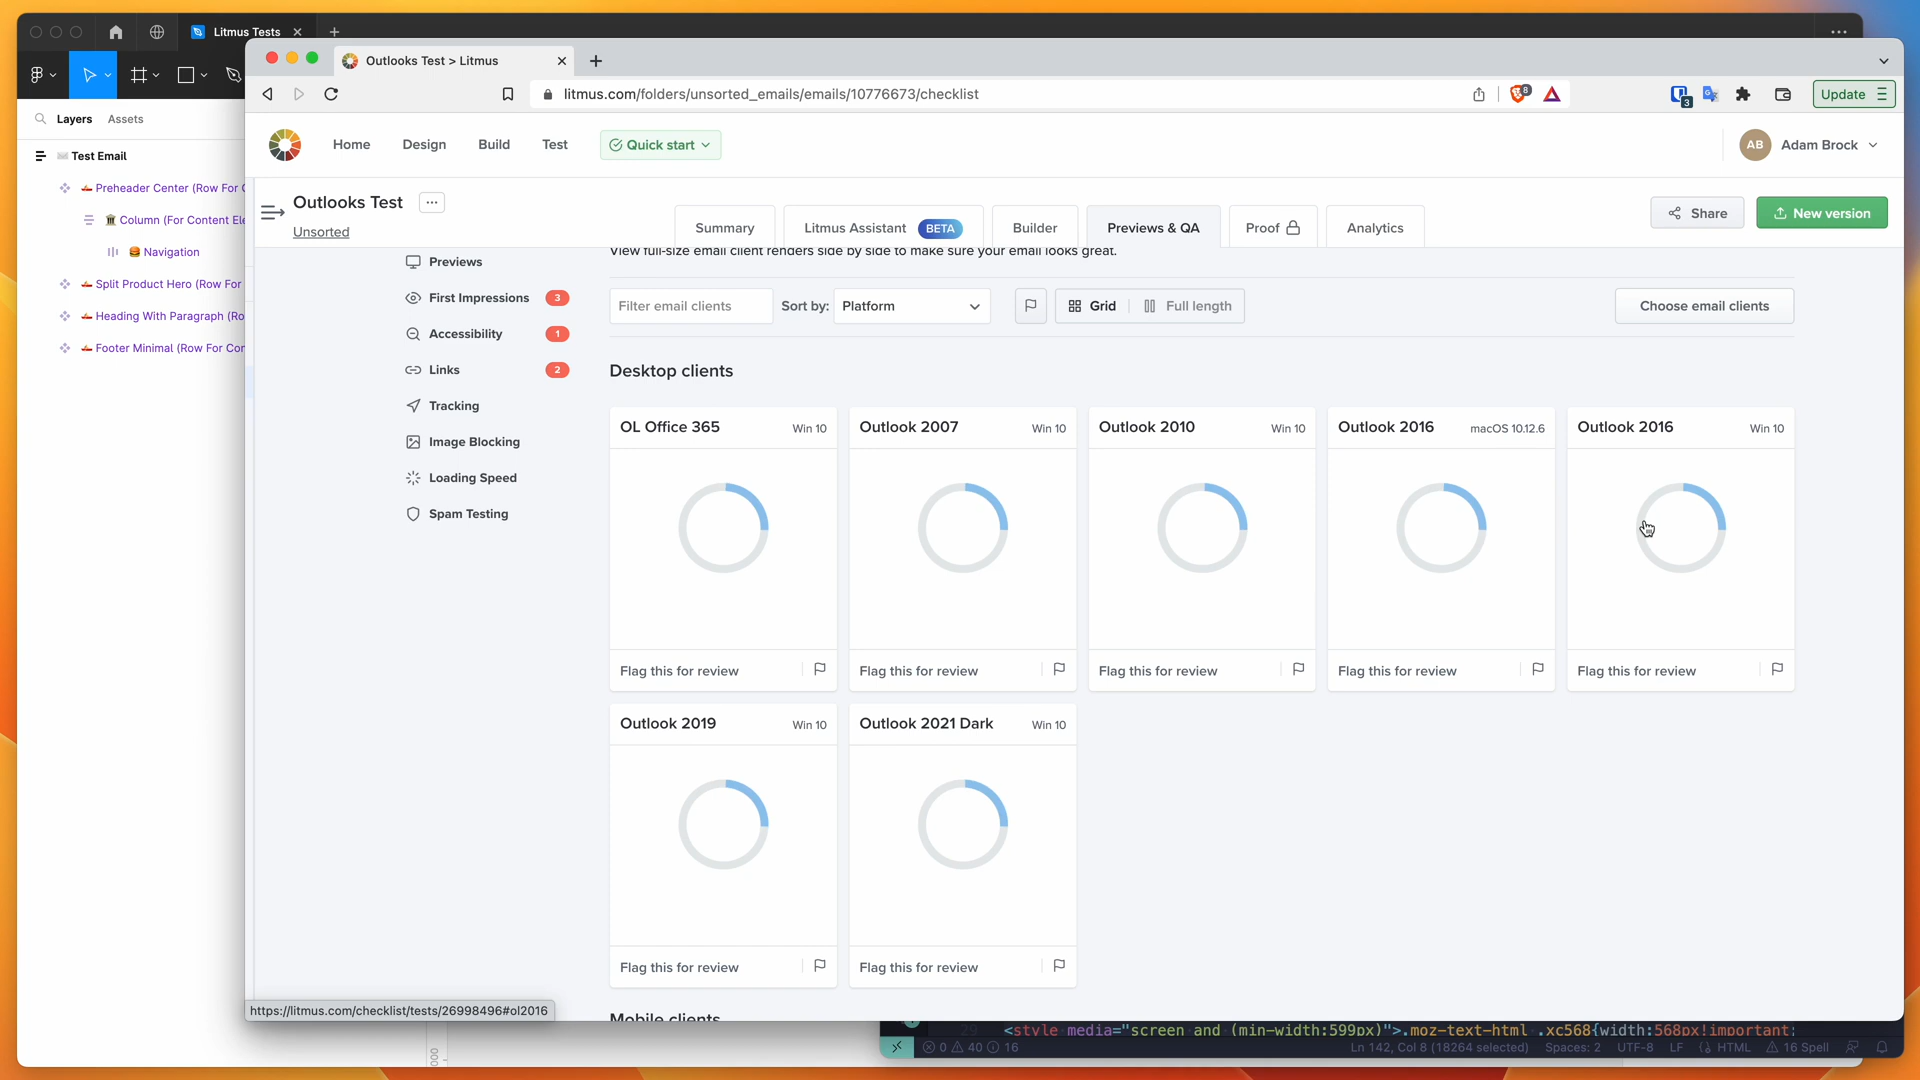 Litmus Tests
Layers Assets
Test Email
Preheader Center (Row For
Column (For Content Ele
Navigation
Split Product Hero (Row For
Heading With Paragraph (Ro
Footer Minimal (Row For Con
Outlooks Test > Litmus
litmus.com/folders/unsorted_emails/emails/10776673/checklist
8
3
Update
Home Design Build Test Quick start
AB Adam Brock
Outlooks Test
Unsorted
Summary Litmus Assistant BETA Builder Previews & QA Proof Analytics
Share New version
Previews
First Impressions 3
Accessibility 1
Links 2
Tracking
Image Blocking
Loading Speed
Spam Testing
View full-size email client renders side by side to make sure your email looks great.
Filter email clients Sort by: Platform Grid Full length Choose email clients
Desktop clients
OL Office 365 Win 10
Outlook 2007 Win 10
Outlook 2010 Win 10
Outlook 2016 macOS 10.12.6
Outlook 2016 Win 10
Flag this for review
Flag this for review
Flag this for review
Flag this for review
Flag this for review
Outlook 2019 Win 10
Outlook 2021 Dark Win 10
Flag this for review
Flag this for review
Mobile clients
https://litmus.com/checklist/tests/26998496#ol2016
29 <style media="screen and (min-width:599px)">.moz-text-html .xc568{width:568px!important;
0 40 16 Ln 142, Col 8 (18264 selected) Spaces: 2 UTF-8 LF HTML 16 Spell